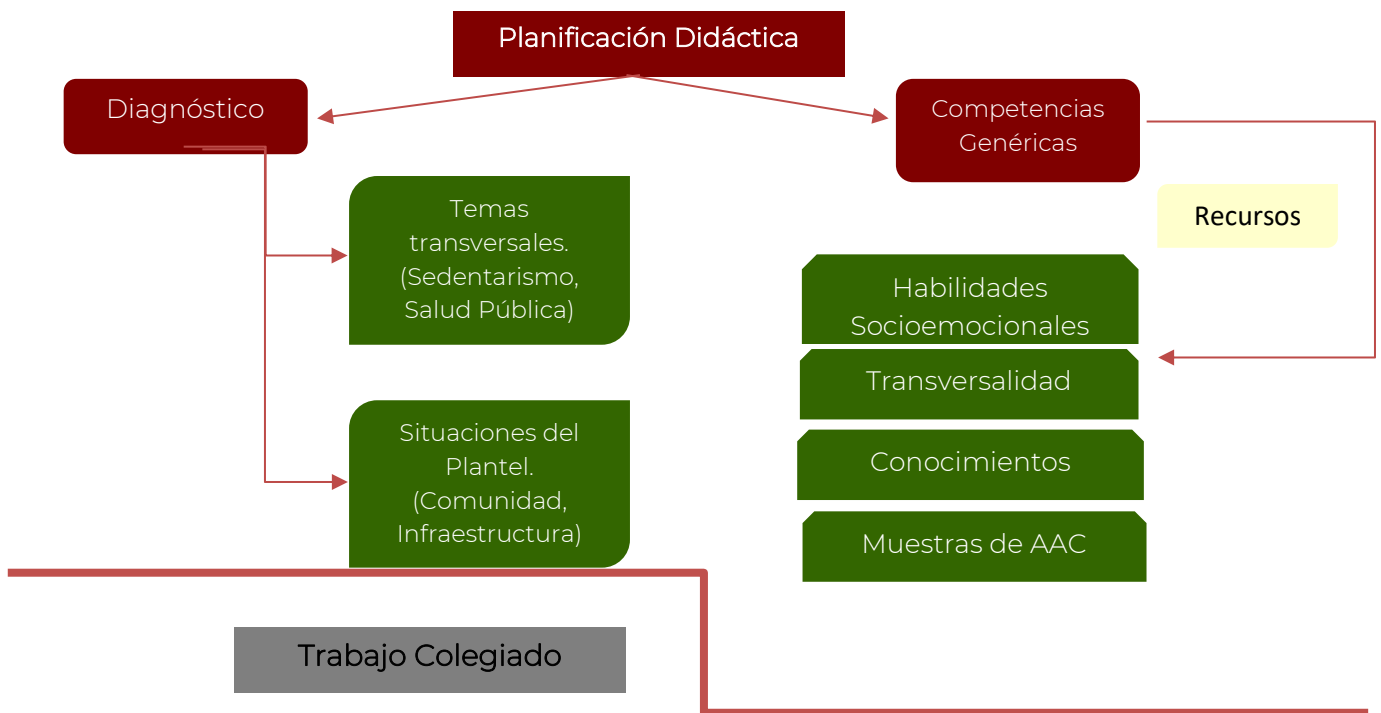 Planificación Didáctica
Diagnóstico
Competencias
Genéricas
Temas
transversales.
(Sedentarismo,
Salud Pública)
Recursos
Habilidades
Socioemocionales
Transversalidad
Situaciones del
Plantel.
(Comunidad,
Infraestructura)
Conocimientos
Muestras de AAC
Trabajo Colegiado